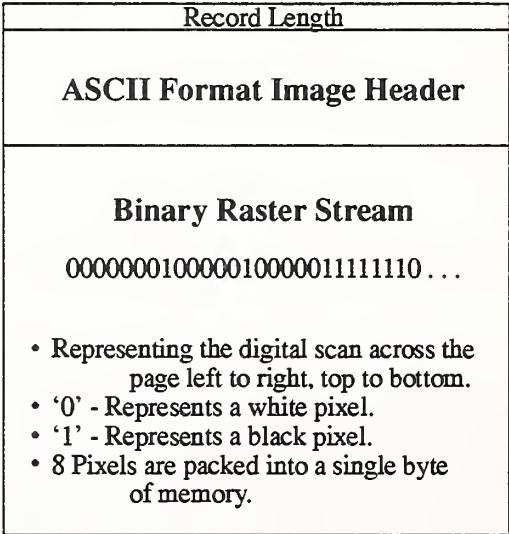 Record Length
ASCII Format Image Header
Binary Raster Stream
00000001000001000001111110 . . .
• Representing the digital scan across the
page left to right, top to bottom.
• ‘0’ - Represents a white pixel.
• ‘1’ - Represents a black pixel.
• 8 Pixels are packed into a single byte
of memory.